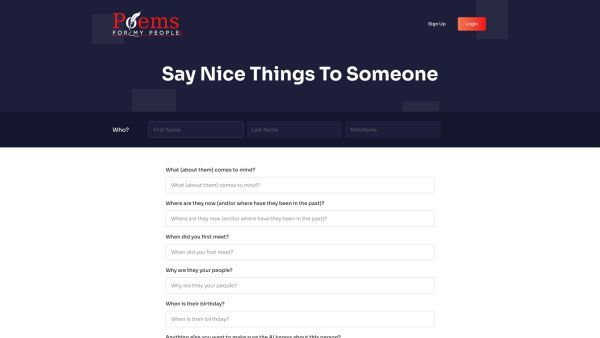 Poems
FOR MY PEOPLE
Sign Up
Login
Say Nice Things To Someone
Who?
First Name
Last Name
NickName
What (about them) comes to mind?
What (about them) comes to mind?
Where are they now (and/or where have they been in the past)?
Where are they now (and/or where have they been in the past)?
When did you first meet?
When did you first meet?
Why are they your people?
Why are they your people?
When is their birthday?
When is their birthday?
Anything else you want to make sure the AI knows about this person?